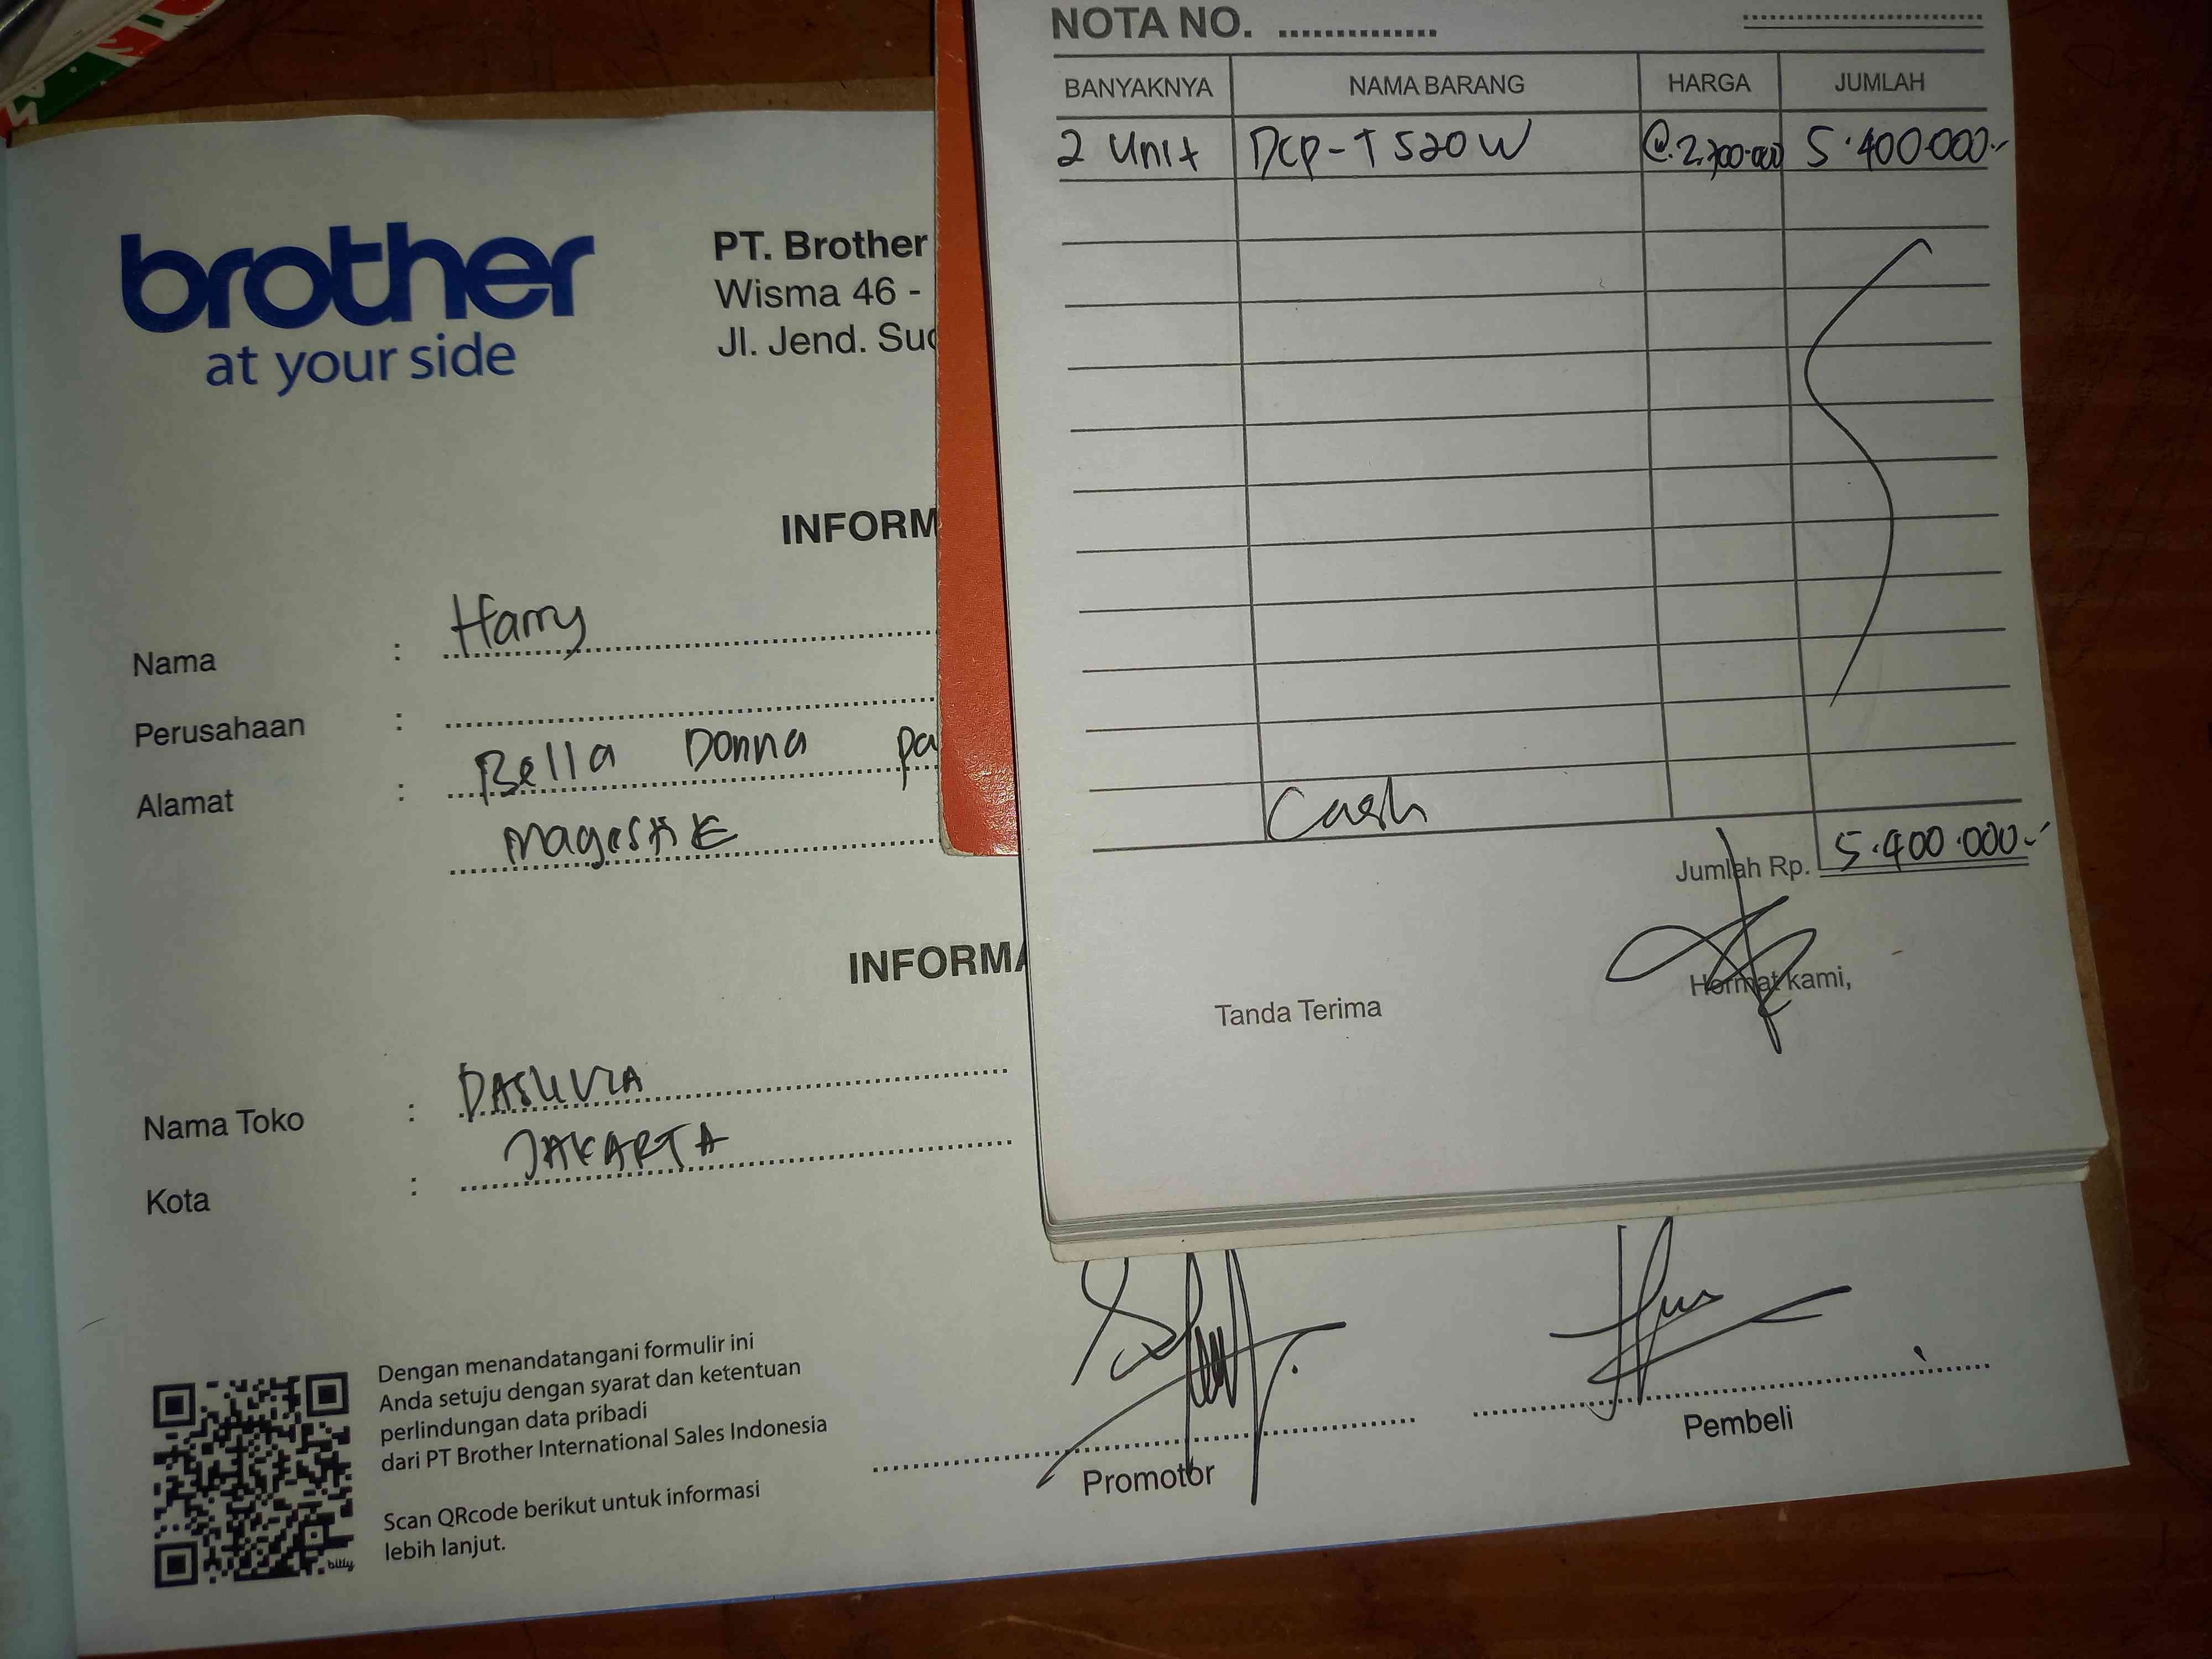 brother
at your side
PT. Brother
Wisma 46 -
Jl. Jend. Sud
INFORM
Nama : Harry
Perusahaan :
Alamat : Bella Donna pa
INFORMA
Nama Toko :
Kota : JAKARTA
Dengan menandatangani formulir ini
Anda setuju dengan syarat dan ketentuan
perlindungan data pribadi
dari PT Brother International Sales Indonesia
Scan QRcode berikut untuk informasi
lebih lanjut.
bitly
Promotor
Pembeli
NOTA NO.
BANYAKNYA NAMA BARANG HARGA JUMLAH
2 Unit DCP-T520W @.2.700.000 5.400.000.-
Cash
Jumlah Rp. 5.400.000.-
Tanda Terima
Hormat kami,